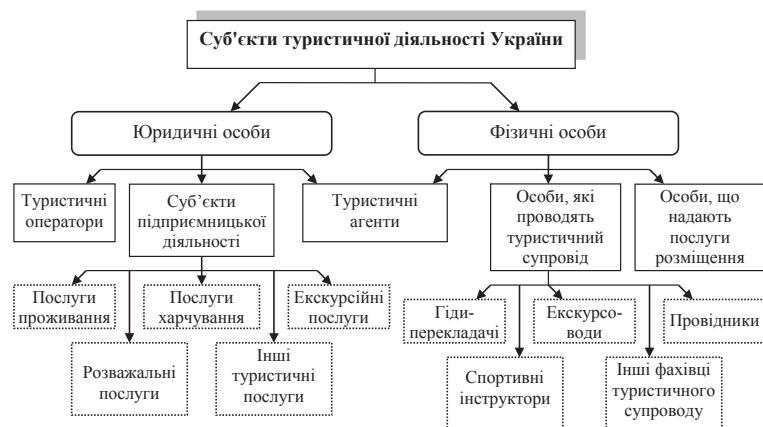 Суб'єкти туристичної діяльності України
Юридичні особи
Фізичні особи
Туристичні
оператори
Суб’єкти
підприємницької
діяльності
Туристичні
агенти
Особи, які
проводять
туристичний
супровід
Особи, що
надають
послуги
розміщення
Послуги
проживання
Послуги
харчування
Екскурсійні
послуги
Розважальні
послуги
Інші
туристичні
послуги
Гіди-
перекладачі
Екскурсо-
води
Провідники
Спортивні
інструктори
Інші фахівці
туристичного
супроводу